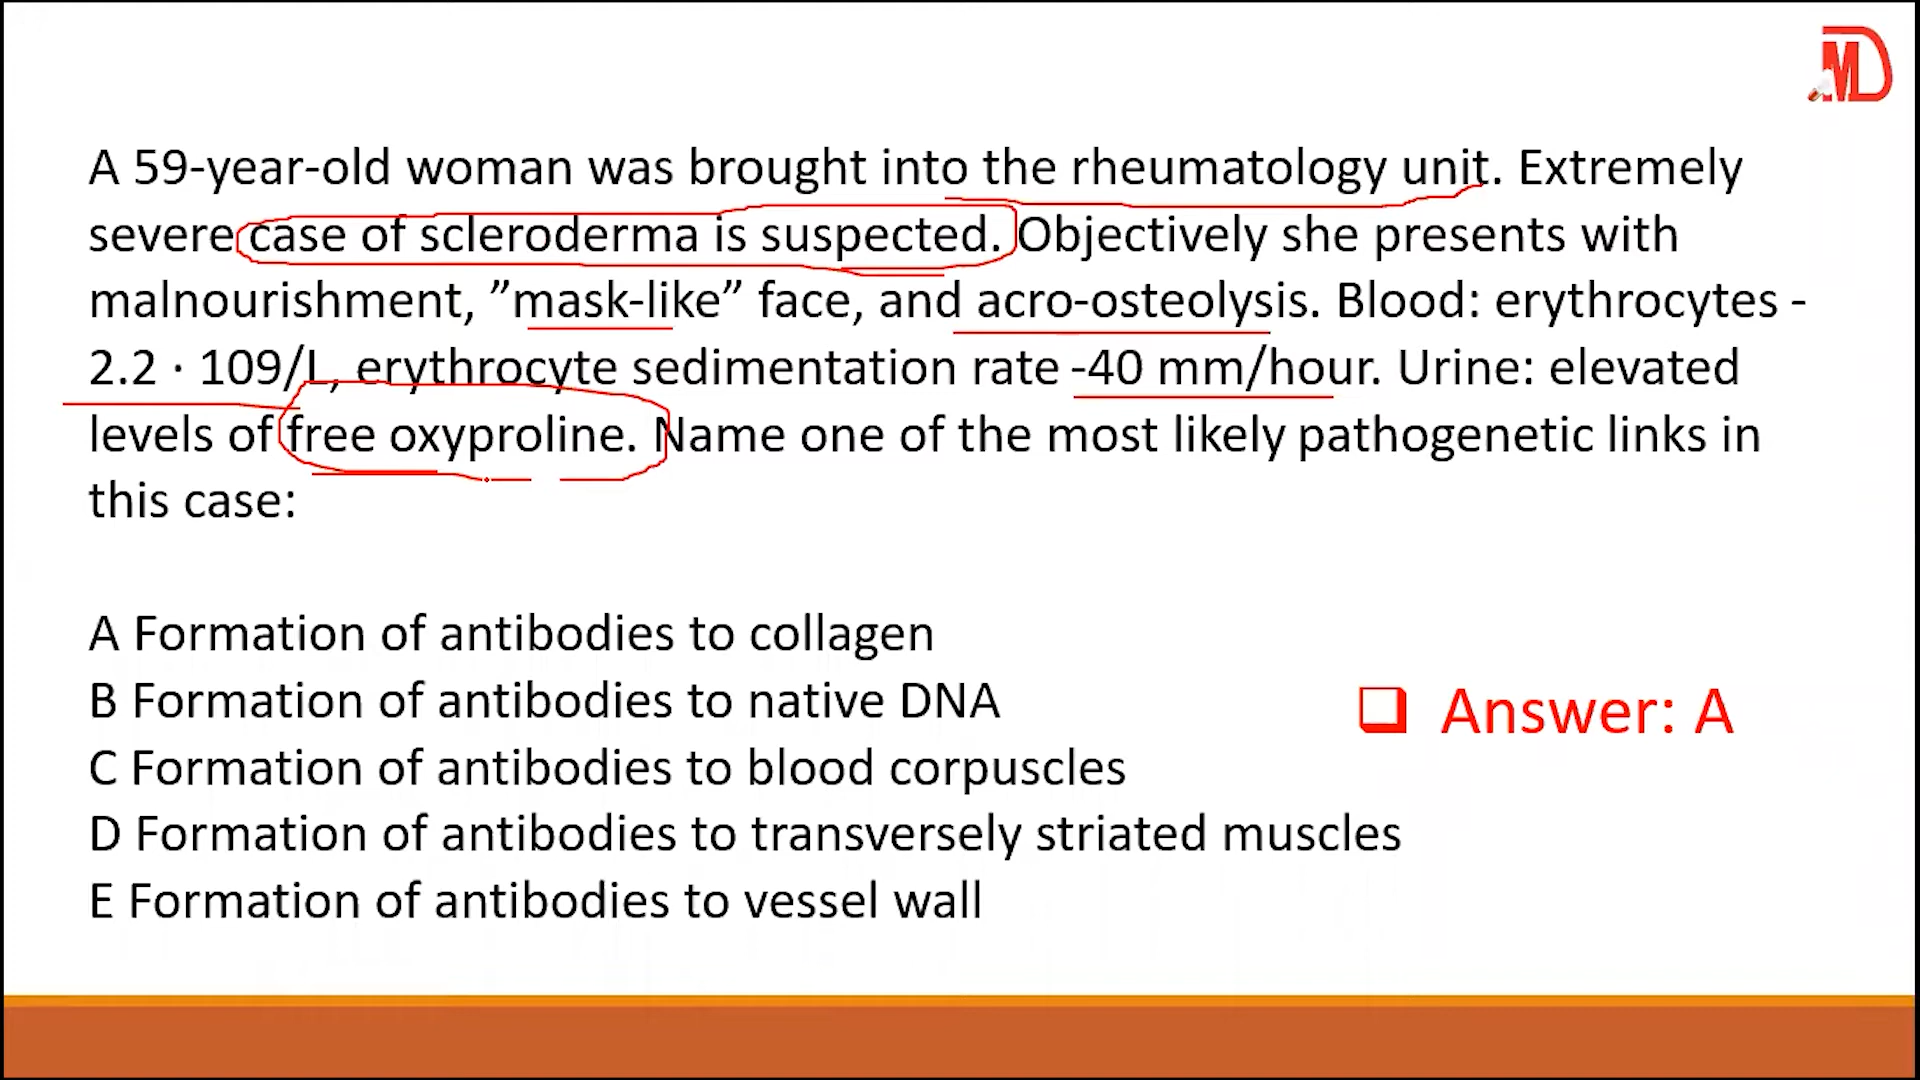 MD
A 59-year-old woman was brought into the rheumatology unit. Extremely
severe case of scleroderma is suspected. Objectively she presents with
malnourishment, ”mask-like” face, and acro-osteolysis. Blood: erythrocytes -
2.2 · 109/L, erythrocyte sedimentation rate -40 mm/hour. Urine: elevated
levels of free oxyproline. Name one of the most likely pathogenetic links in
this case:
A Formation of antibodies to collagen
B Formation of antibodies to native DNA
C Formation of antibodies to blood corpuscles
D Formation of antibodies to transversely striated muscles
E Formation of antibodies to vessel wall
Answer: A